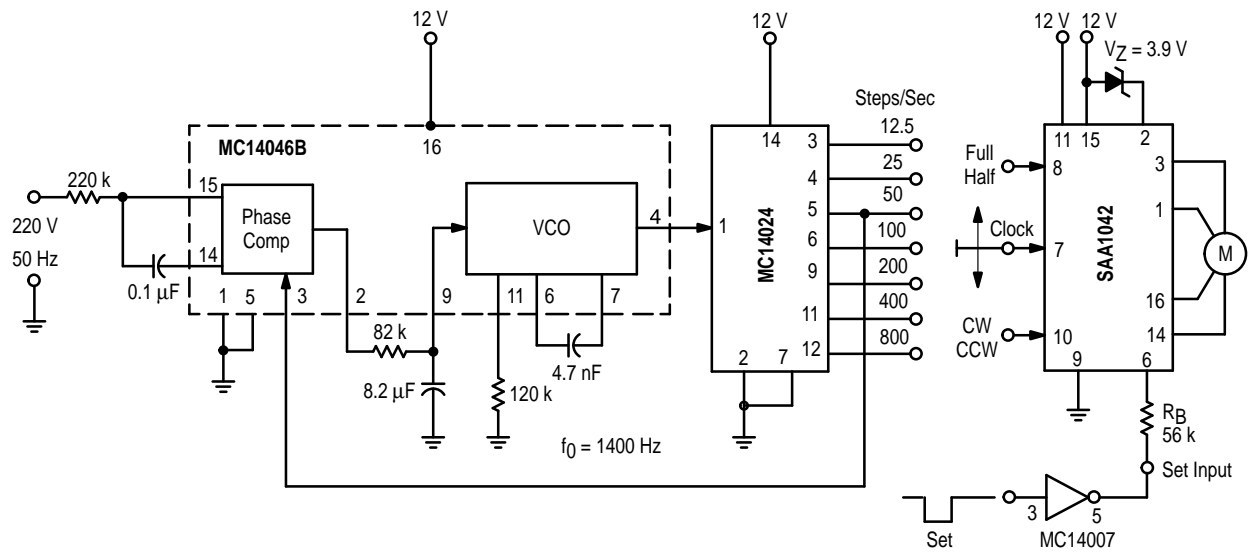 12 V
12 V
12 V 12 V
VZ = 3.9 V
Steps/Sec
MC14046B
16
14
11 15 2
220 k
15
Phase
Comp
14
220 V
50 Hz
0.1 µF
1 5 3 2 9 11 6 7
VCO
4
1
MC14024
3 12.5
4 25
5 50
6 100
9 200
11 400
12 800
2 7
82 k
8.2 µF
120 k
4.7 nF
f0 = 1400 Hz
Full
Half
8
Clock
7
CW
CCW
10
SAA1042
3
1
16
14
M
9 6
RB
56 k
Set Input
3 5
Set
MC14007